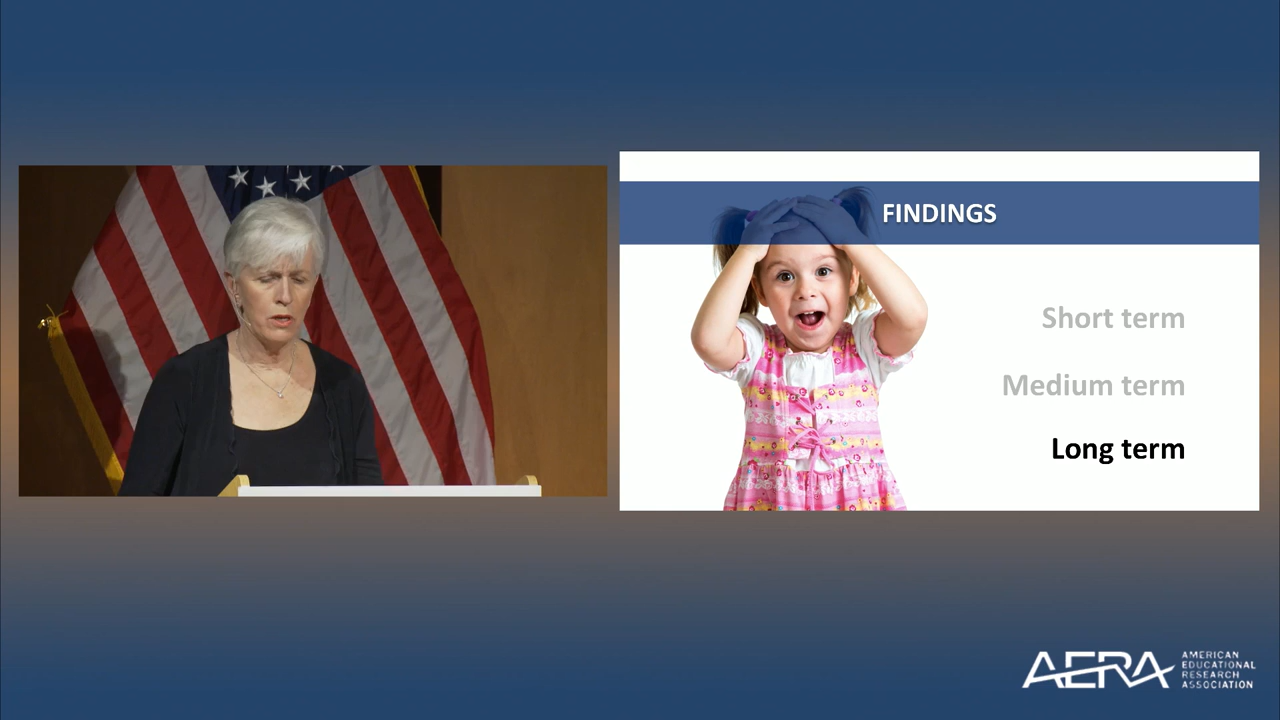 FINDINGS
Short term
Medium term
Long term
AERA
AMERICAN
EDUCATIONAL
RESEARCH
ASSOCIATION